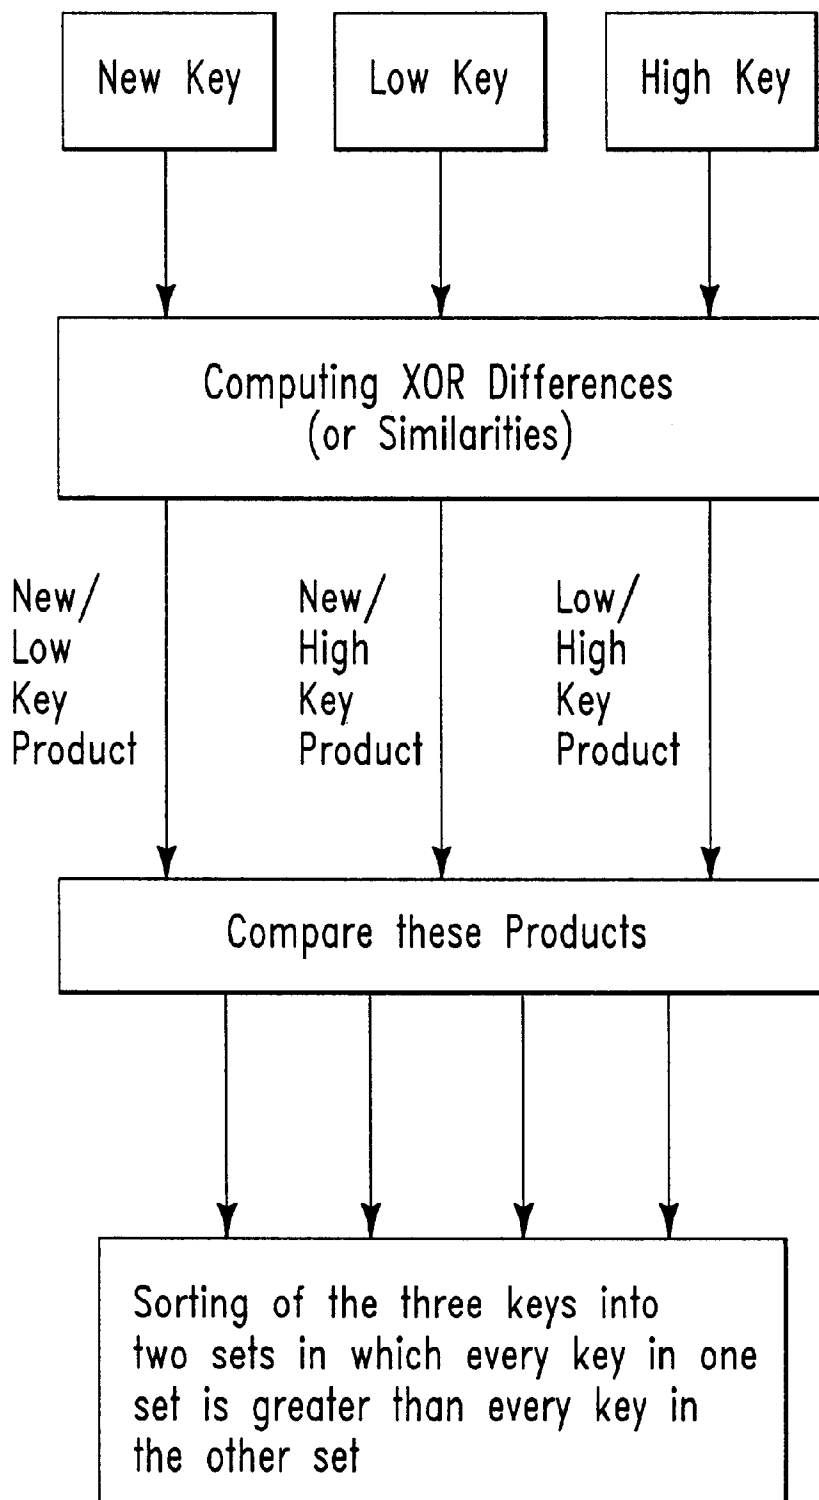 New Key
Low Key
High Key
Computing XOR Differences
(or Similarities)
New/
Low
Key
Product
New/
High
Key
Product
Low/
High
Key
Product
Compare these Products
Sorting of the three keys into
two sets in which every key in one
set is greater than every key in
the other set